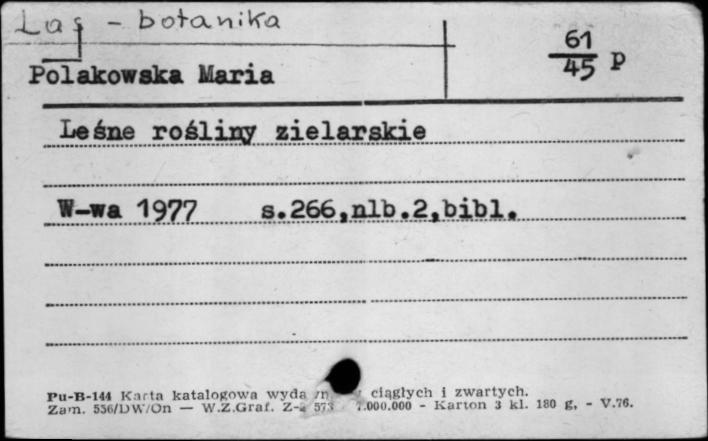 Las - botanika
61
45 p
Polakowska Maria
Leśne rośliny zielarskie
W-wa 1977 s.266,nlb.2,bibl.
Pu-B-144 Karta katalogowa ciągłych i zwartych.
Zam. 556/DW/On — W.Z.Graf. 573 .000.000 - Karton 3 kl. 180 g, - V.76.